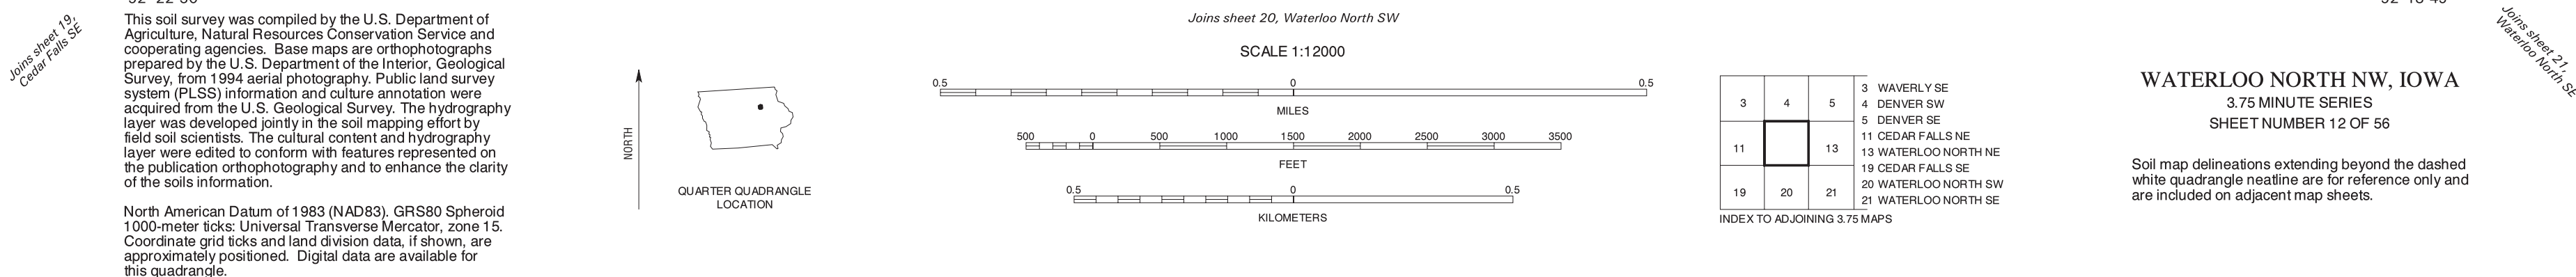 Joins sheet 19,
Cedar Falls SE
This soil survey was compiled by the U.S. Department of
Agriculture, Natural Resources Conservation Service and
cooperating agencies. Base maps are orthophotographs
prepared by the U.S. Department of the Interior, Geological
Survey, from 1994 aerial photography. Public land survey
system (PLSS) information and culture annotation were
acquired from the U.S. Geological Survey. The hydrography
layer was developed jointly in the soil mapping effort by
field soil scientists. The cultural content and hydrography
layer were edited to conform with features represented on
the publication orthophotography and to enhance the clarity
of the soils information.
North American Datum of 1983 (NAD83). GRS80 Spheroid
1000-meter ticks: Universal Transverse Mercator, zone 15.
Coordinate grid ticks and land division data, if shown, are
approximately positioned. Digital data are available for
this quadrangle.
NORTH
QUARTER QUADRANGLE
LOCATION
Joins sheet 20, Waterloo North SW
SCALE 1:12000
0.5 0 0.5
MILES
500 0 500 1000 1500 2000 2500 3000 3500
FEET
0.5 0 0.5
KILOMETERS
3 4 5
11 13
19 20 21
3 WAVERLY SE
4 DENVER SW
5 DENVER SE
11 CEDAR FALLS NE
13 WATERLOO NORTH NE
19 CEDAR FALLS SE
20 WATERLOO NORTH SW
21 WATERLOO NORTH SE
INDEX TO ADJOINING 3.75 MAPS
WATERLOO NORTH NW, IOWA
3.75 MINUTE SERIES
SHEET NUMBER 12 OF 56
Soil map delineations extending beyond the dashed
white quadrangle neatline are for reference only and
are included on adjacent map sheets.
Joins sheet 21,
Waterloo North SE